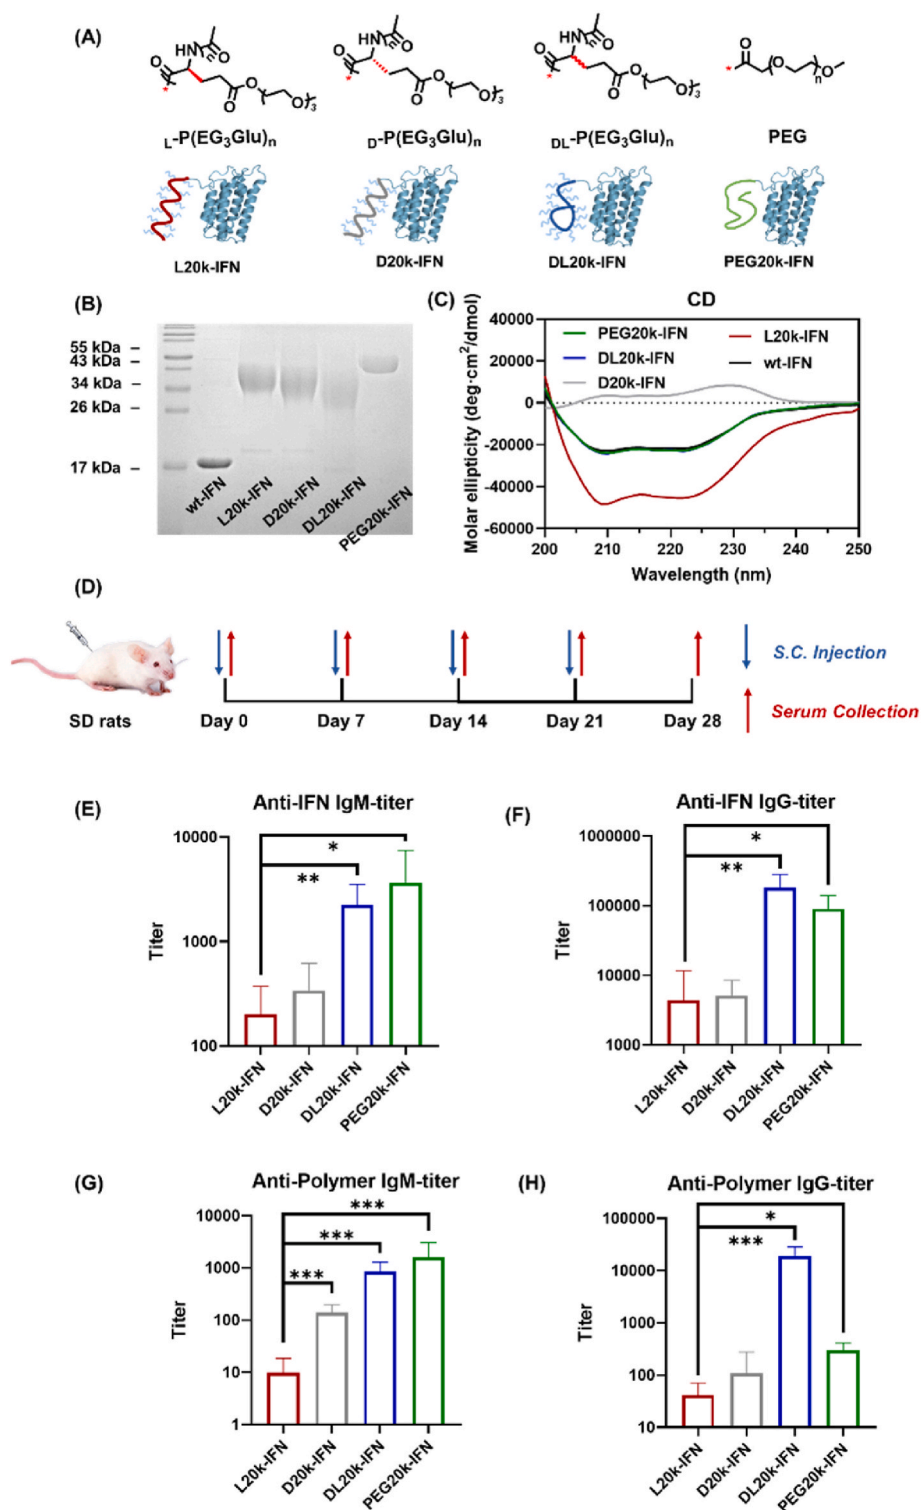 (A)
HN
O
O
*
O
O
O
3
HN
O
O
*
O
O
O
3
HN
O
O
*
O
O
O
3
O
*
O
n
O
L-P(EG3Glu)n
D-P(EG3Glu)n
DL-P(EG3Glu)n
PEG
L20k-IFN
D20k-IFN
DL20k-IFN
PEG20k-IFN
(B)
55 kDa –
43 kDa –
34 kDa –
26 kDa –
17 kDa –
wt-IFN
L20k-IFN
D20k-IFN
DL20k-IFN
PEG20k-IFN
(C)
CD
Molar ellipticity (deg·cm2/dmol)
40000
20000
0
-20000
-40000
-60000
PEG20k-IFN
DL20k-IFN
D20k-IFN
L20k-IFN
wt-IFN
200 210 220 230 240 250
Wavelength (nm)
(D)
SD rats
Day 0
Day 7
Day 14
Day 21
Day 28
S.C. Injection
Serum Collection
(E)
Anti-IFN IgM-titer
Titer
10000
1000
100
*
**
L20k-IFN
D20k-IFN
DL20k-IFN
PEG20k-IFN
(F)
Anti-IFN IgG-titer
Titer
1000000
100000
10000
1000
*
**
L20k-IFN
D20k-IFN
DL20k-IFN
PEG20k-IFN
(G)
Anti-Polymer IgM-titer
Titer
10000
1000
100
10
1
***
***
***
L20k-IFN
D20k-IFN
DL20k-IFN
PEG20k-IFN
(H)
Anti-Polymer IgG-titer
Titer
100000
10000
1000
100
10
*
***
L20k-IFN
D20k-IFN
DL20k-IFN
PEG20k-IFN